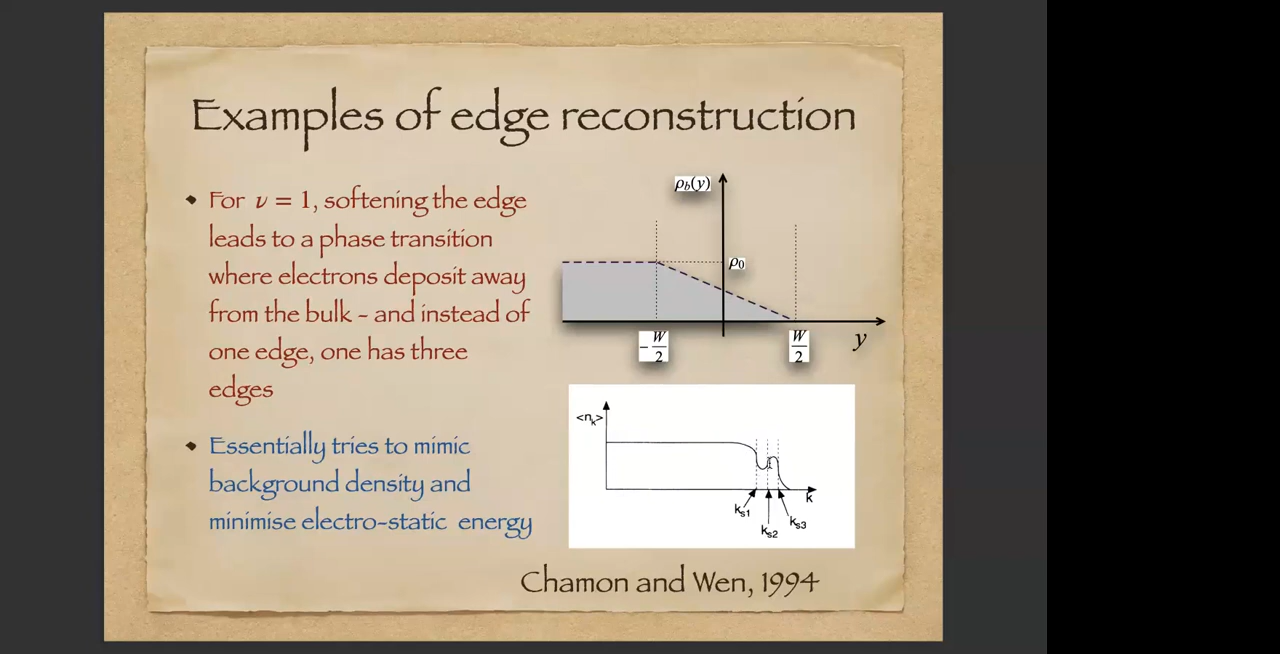 Examples of edge reconstruction
For ν = 1, softening the edge
leads to a phase transition
where electrons deposit away
from the bulk - and instead of
one edge, one has three
edges
Essentially tries to mimic
background density and
minimise electro-static energy
ρb(y)
ρ0
-W/2
W/2
y
<nk>
k
ks1
ks2
ks3
Chamon and Wen, 1994